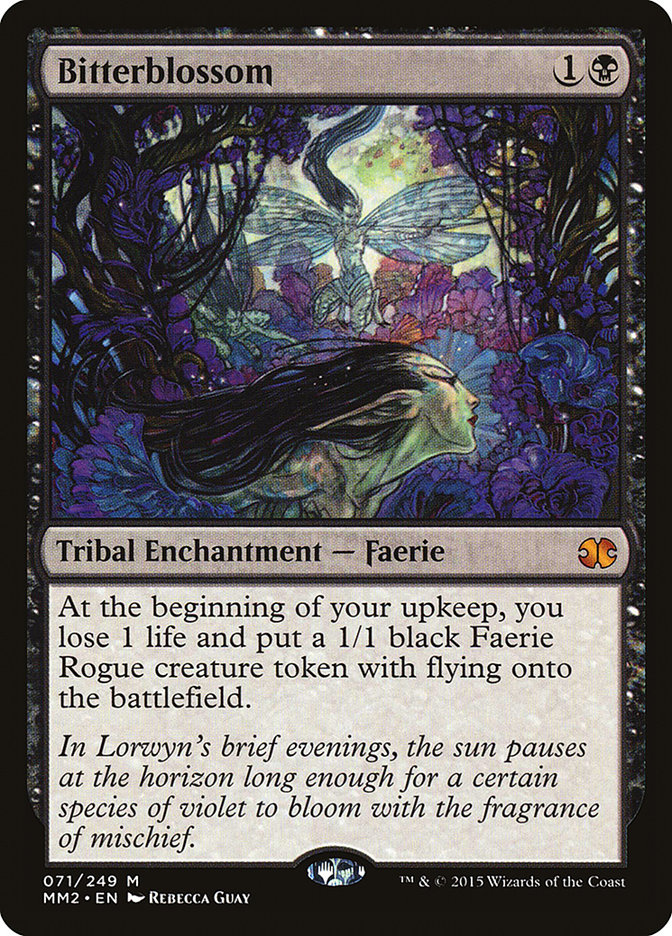 Bitterblossom 1
Tribal Enchantment — Faerie
At the beginning of your upkeep, you
lose 1 life and put a 1/1 black Faerie
Rogue creature token with flying onto
the battlefield.
In Lorwyn's brief evenings, the sun pauses
at the horizon long enough for a certain
species of violet to bloom with the fragrance
of mischief.
071/249 M
MM2 • EN Rebecca Guay
™ & © 2015 Wizards of the Coast